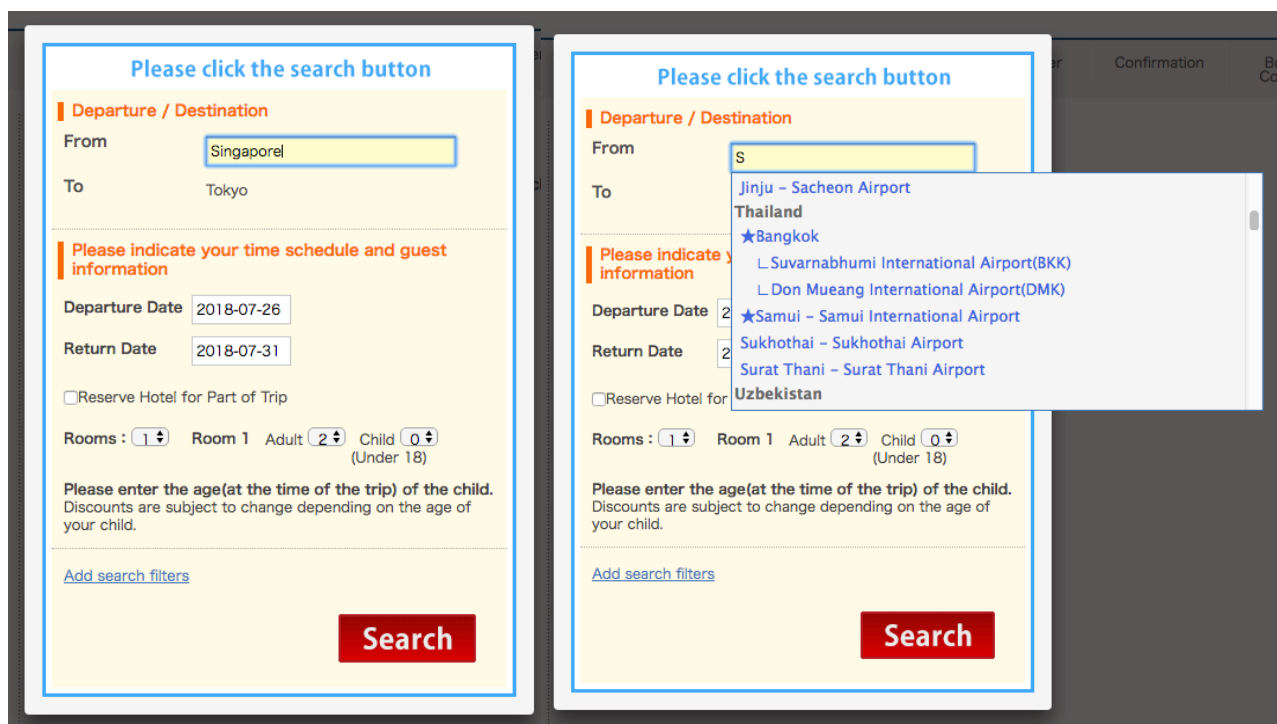 Please click the search button
Departure / Destination
From
Singapore
To
Tokyo
Please indicate your time schedule and guest
information
Departure Date 2018-07-26
Return Date 2018-07-31
Reserve Hotel for Part of Trip
Rooms : 1 Room 1 Adult 2 Child 0
(Under 18)
Please enter the age(at the time of the trip) of the child.
Discounts are subject to change depending on the age of
your child.
Add search filters
Search
Please click the search button
Departure / Destination
From
S
To
Jinju – Sacheon Airport
Thailand
★Bangkok
∟Suvarnabhumi International Airport(BKK)
∟Don Mueang International Airport(DMK)
★Samui – Samui International Airport
Sukhothai – Sukhothai Airport
Surat Thani – Surat Thani Airport
Uzbekistan
Please indicate
information
Departure Date 2
Return Date 2
Reserve Hotel for
Rooms : 1 Room 1 Adult 2 Child 0
(Under 18)
Please enter the age(at the time of the trip) of the child.
Discounts are subject to change depending on the age of
your child.
Add search filters
Search
Confirmation